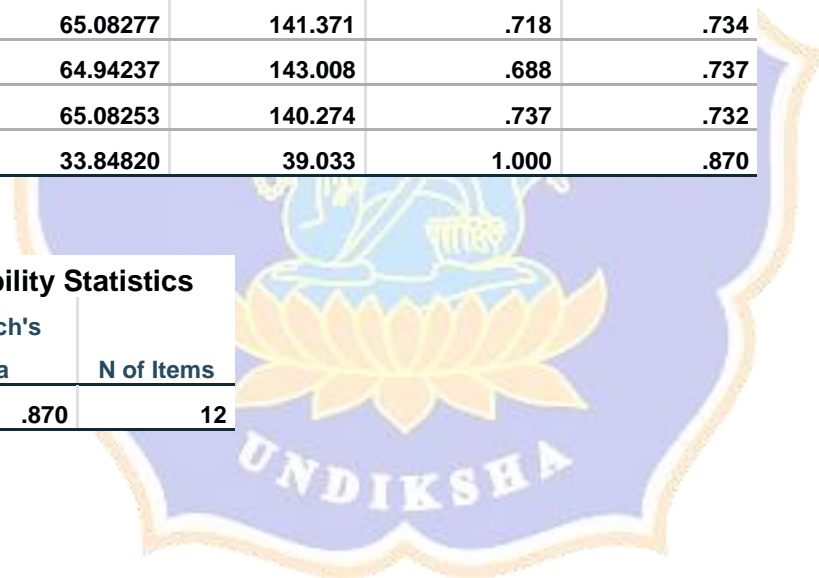 65.08277 141.371 .718 .734
64.94237 143.008 .688 .737
65.08253 140.274 .737 .732
33.84820 39.033 1.000 .870
bility Statistics
ch's
a N of Items
.870 12
UNDIKSHA